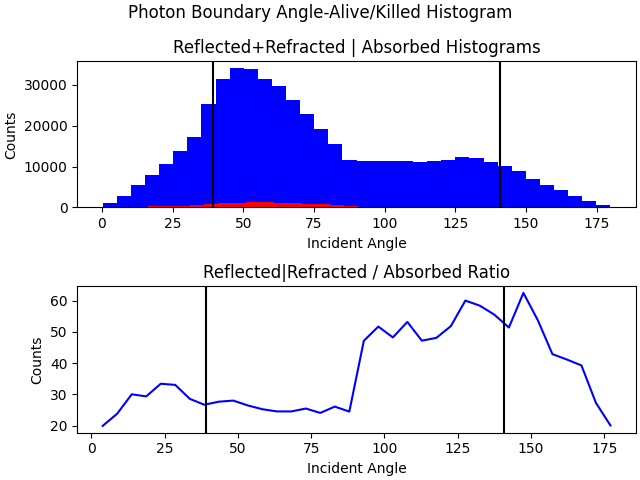 Photon Boundary Angle-Alive/Killed Histogram
Reflected+Refracted | Absorbed Histograms
Counts
30000
20000
10000
0
0 25 50 75 100 125 150 175
Incident Angle
Reflected|Refracted / Absorbed Ratio
Counts
60
50
40
30
20
0 25 50 75 100 125 150 175
Incident Angle